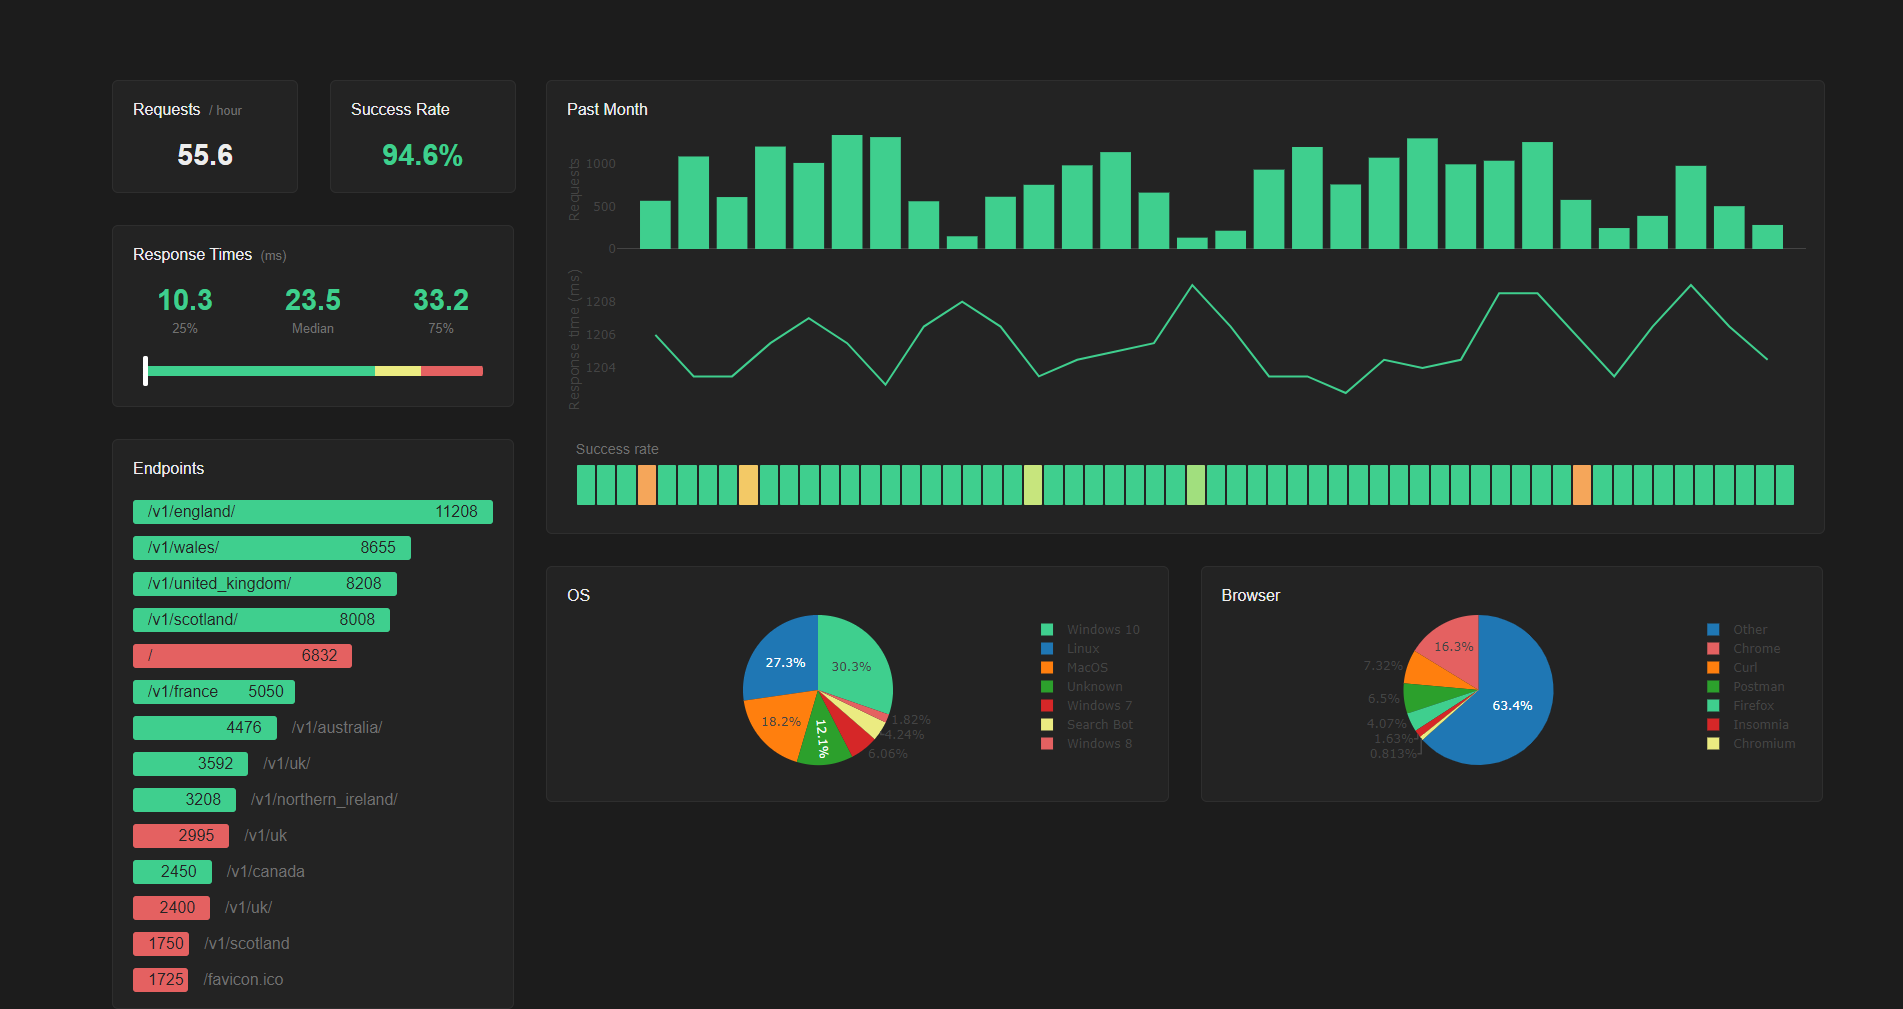 Requests / hour
55.6
Success Rate
94.6%
Response Times (ms)
10.3 23.5 33.2
25% Median 75%
Endpoints
/v1/england/ 11208
/v1/wales/ 8655
/v1/united_kingdom/ 8208
/v1/scotland/ 8008
/ 6832
/v1/france 5050
4476 /v1/australia/
3592 /v1/uk/
3208 /v1/northern_ireland/
2995 /v1/uk
2450 /v1/canada
2400 /v1/uk/
1750 /v1/scotland
1725 /favicon.ico
Past Month
Requests
1000
500
0
Response time (ms)
1208
1206
1204
Success rate
OS
27.3%
30.3%
18.2%
12.1%
1.82%
4.24%
6.06%
Windows 10
Linux
MacOS
Unknown
Windows 7
Search Bot
Windows 8
Browser
16.3%
7.32%
6.5%
4.07%
1.63%
0.813%
63.4%
Other
Chrome
Curl
Postman
Firefox
Insomnia
Chromium